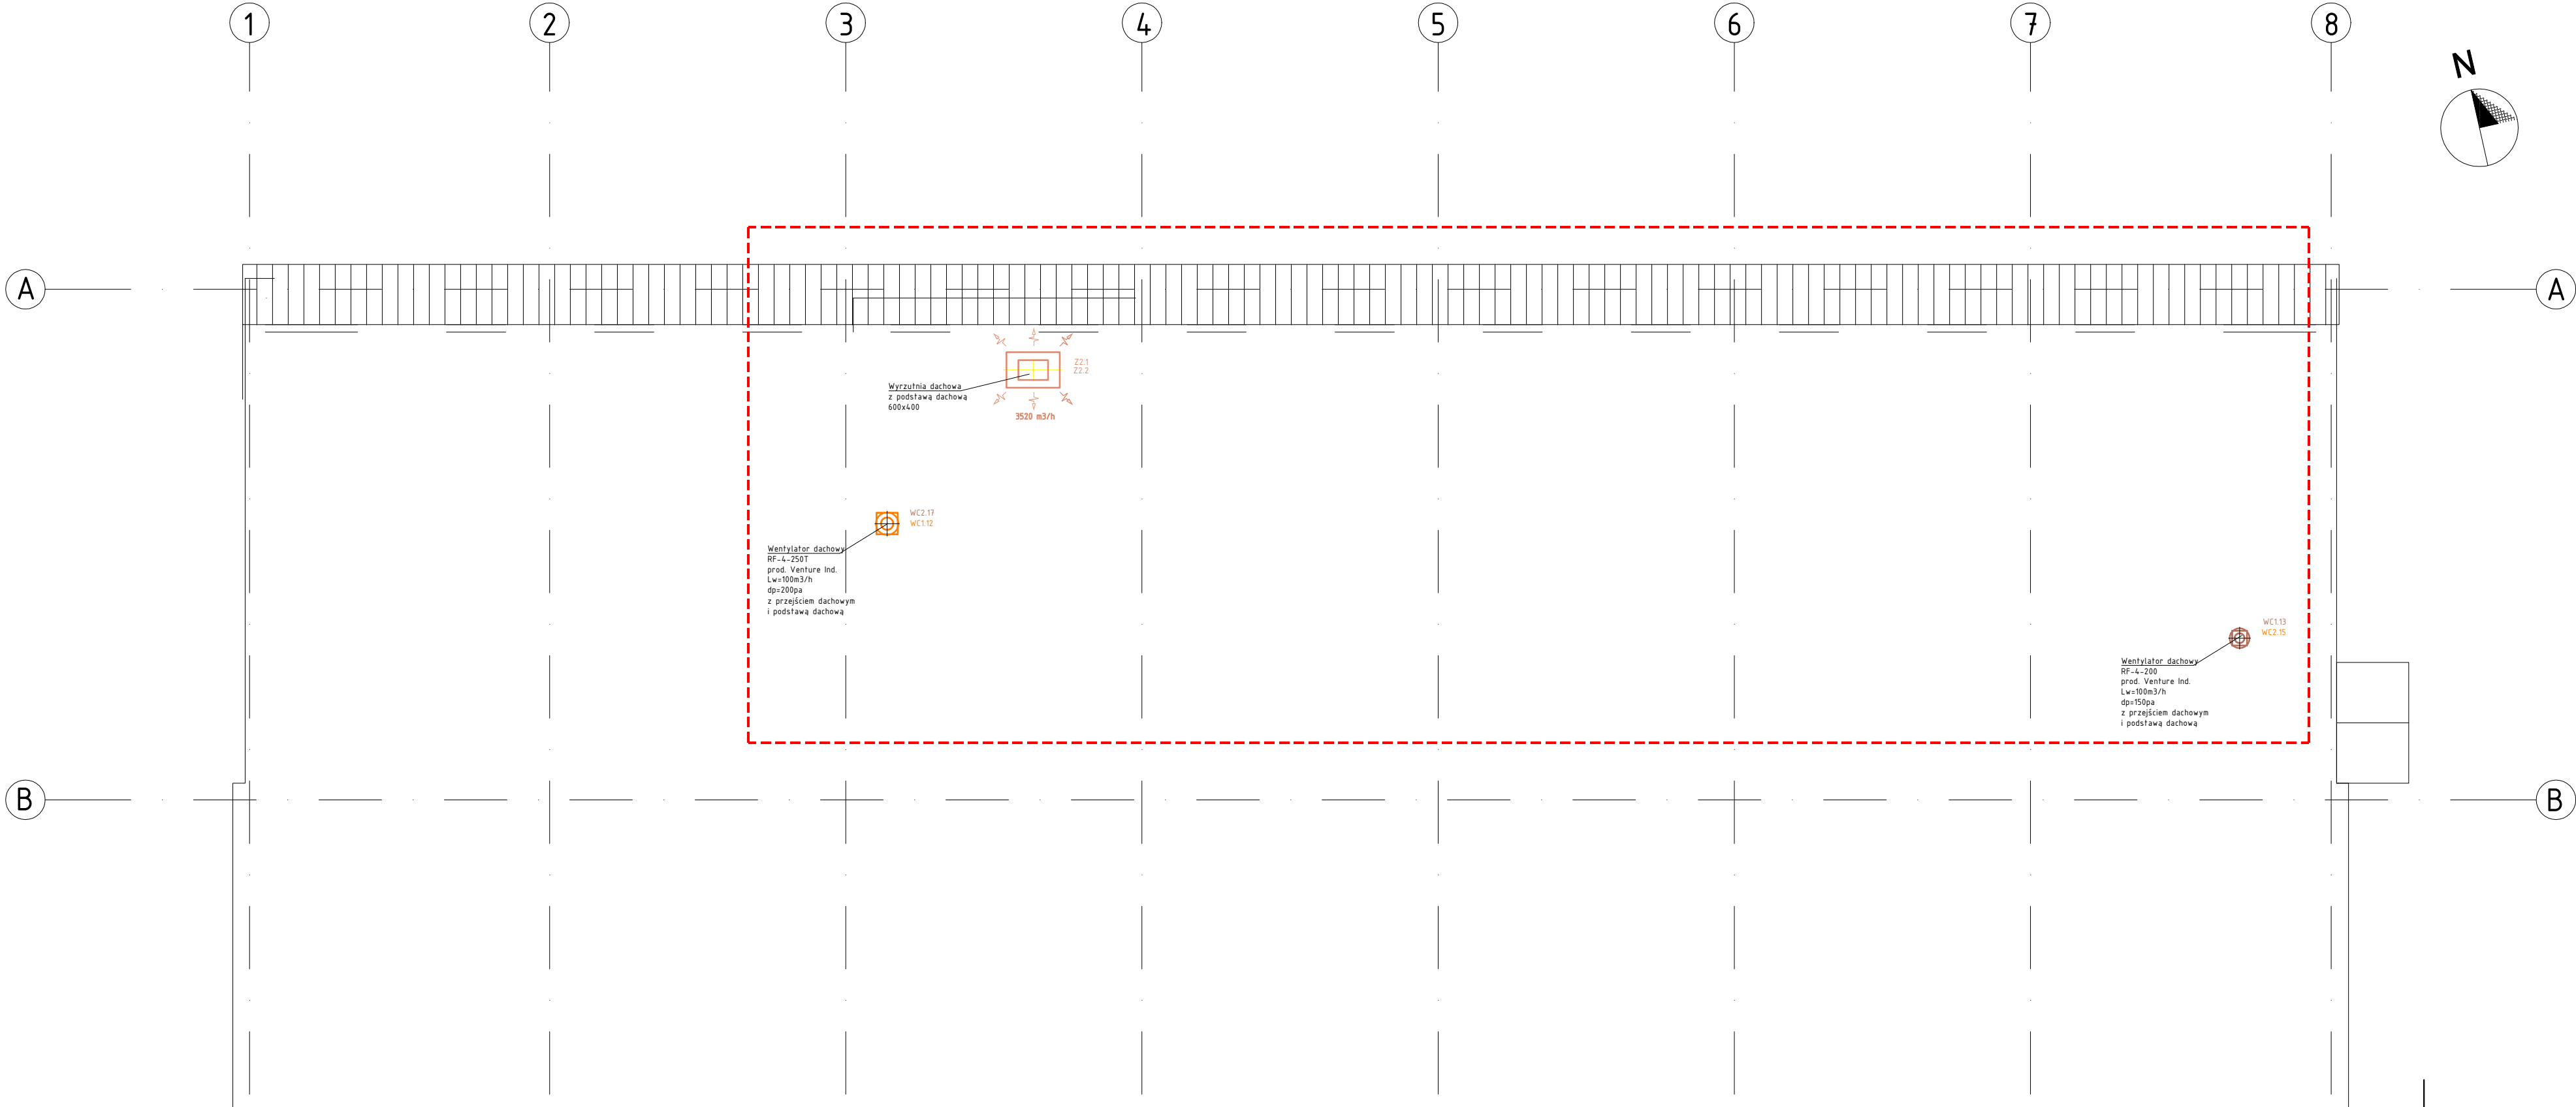 1
2
3
4
5
6
7
8
N
A
A
Z2.1
Z2.2
Wyrzutnia dachowa
z podstawą dachową
600x400
3520 m3/h
WC2.17
WC1.12
Wentylator dachowy
RF-4-250T
prod. Venture Ind.
Lw=100m3/h
dp=200pa
z przejściem dachowym
i podstawą dachową
WC1.13
WC2.15
Wentylator dachowy
RF-4-200
prod. Venture Ind.
Lw=100m3/h
dp=150pa
z przejściem dachowym
i podstawą dachową
B
B